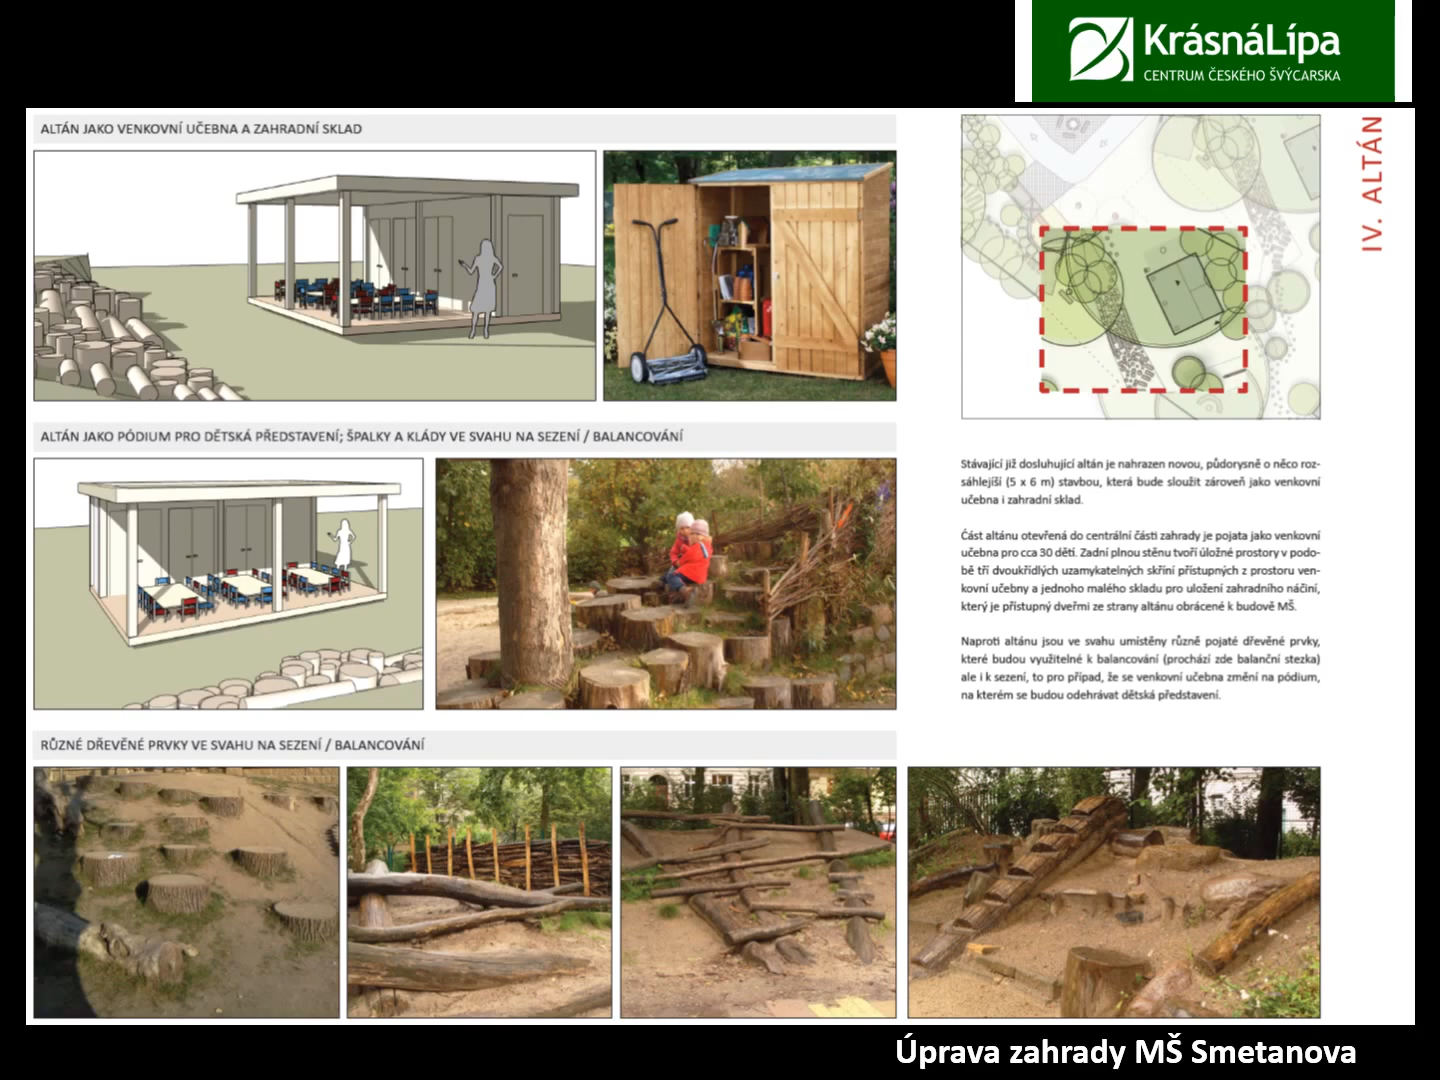 KrásnáLípa
CENTRUM ČESKÉHO ŠVÝCARSKA
ALTÁN JAKO VENKOVNÍ UČEBNA A ZAHRADNÍ SKLAD
IV. ALTÁN
ALTÁN JAKO PÓDIUM PRO DĚTSKÁ PŘEDSTAVENÍ; ŠPALKY A KLÁDY VE SVAHU NA SEZENÍ / BALANCOVÁNÍ
Stávající již dosluhující altán je nahrazen novou, půdorysně o něco roz-
sáhlejší (5 x 6 m) stavbou, která bude sloužit zároveň jako venkovní
učebna i zahradní sklad.
Část altánu otevřená do centrální části zahrady je pojata jako venkovní
učebna pro cca 30 dětí. Zadní plnou stěnu tvoří úložné prostory v podo-
bě tří dvoukřídlých uzamykatelných skříní přístupných z prostoru ven-
kovní učebny a jednoho malého skladu pro uložení zahradního náčiní,
který je přístupný dveřmi ze strany altánu obrácené k budově MŠ.
Naproti altánu jsou ve svahu umístěny různě pojaté dřevěné prvky,
které budou využitelné k balancování (prochází zde balanční stezka)
ale i k sezení, to pro případ, že se venkovní učebna změní na pódium,
na kterém se budou odehrávat dětská představení.
RŮZNÉ DŘEVĚNÉ PRVKY VE SVAHU NA SEZENÍ / BALANCOVÁNÍ
Úprava zahrady MŠ Smetanova